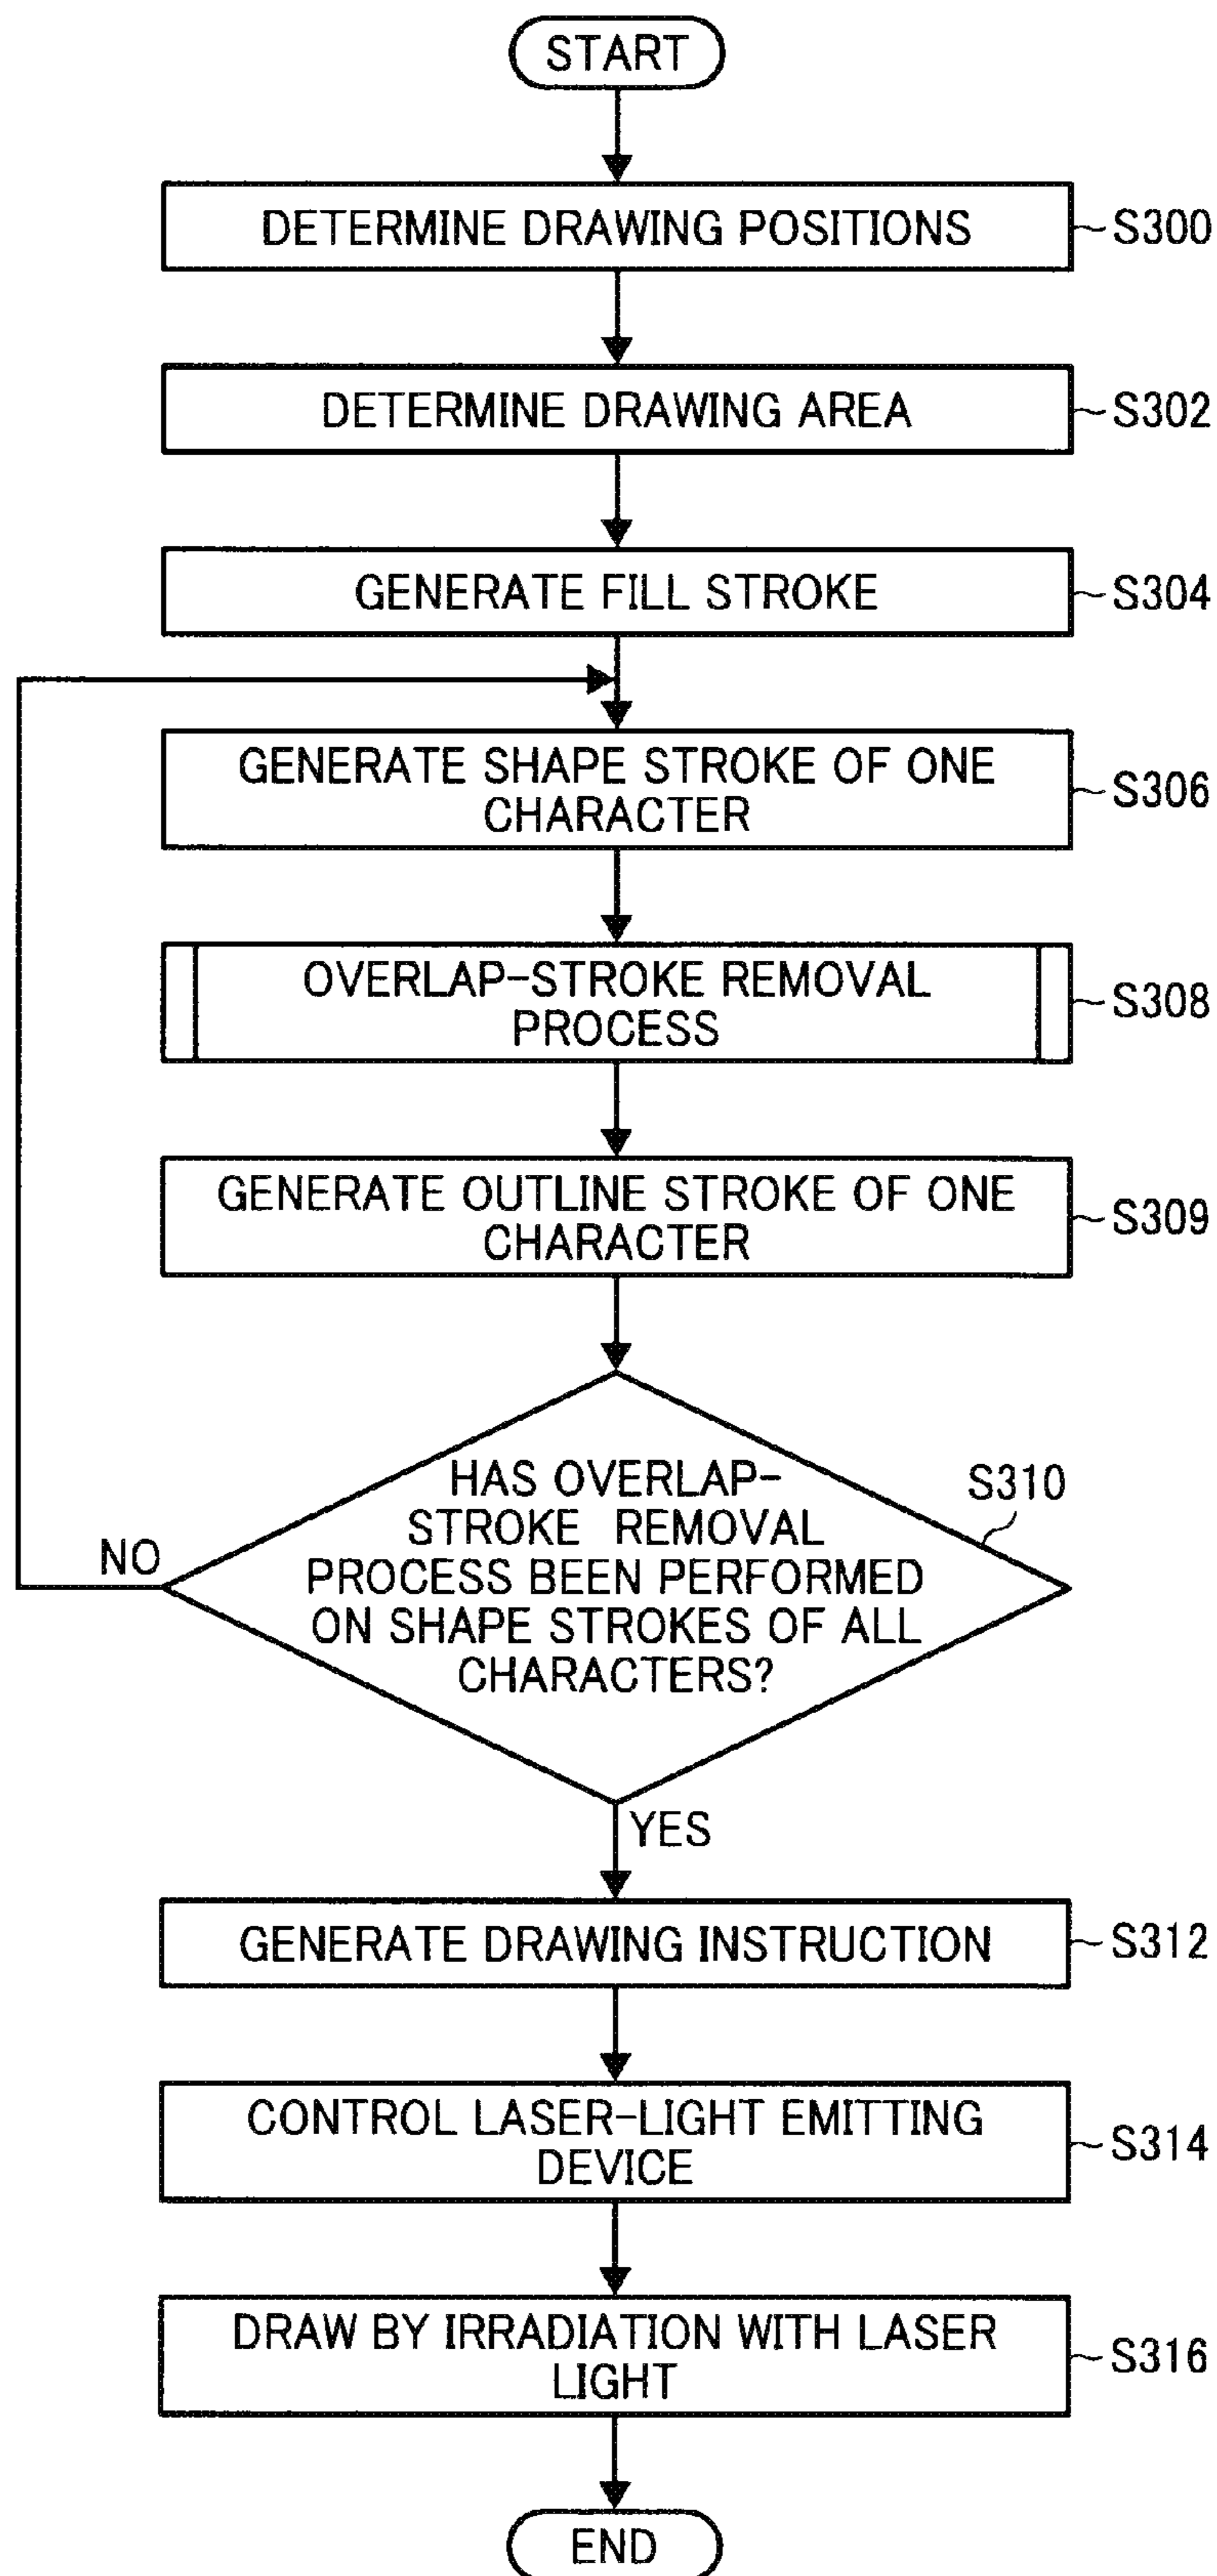 START
DETERMINE DRAWING POSITIONS
S300
DETERMINE DRAWING AREA
S302
GENERATE FILL STROKE
S304
GENERATE SHAPE STROKE OF ONE
CHARACTER
S306
OVERLAP-STROKE REMOVAL
PROCESS
S308
GENERATE OUTLINE STROKE OF ONE
CHARACTER
S309
HAS OVERLAP-
STROKE REMOVAL
PROCESS BEEN PERFORMED
ON SHAPE STROKES OF ALL
CHARACTERS?
S310
NO
YES
GENERATE DRAWING INSTRUCTION
S312
CONTROL LASER-LIGHT EMITTING
DEVICE
S314
DRAW BY IRRADIATION WITH LASER
LIGHT
S316
END